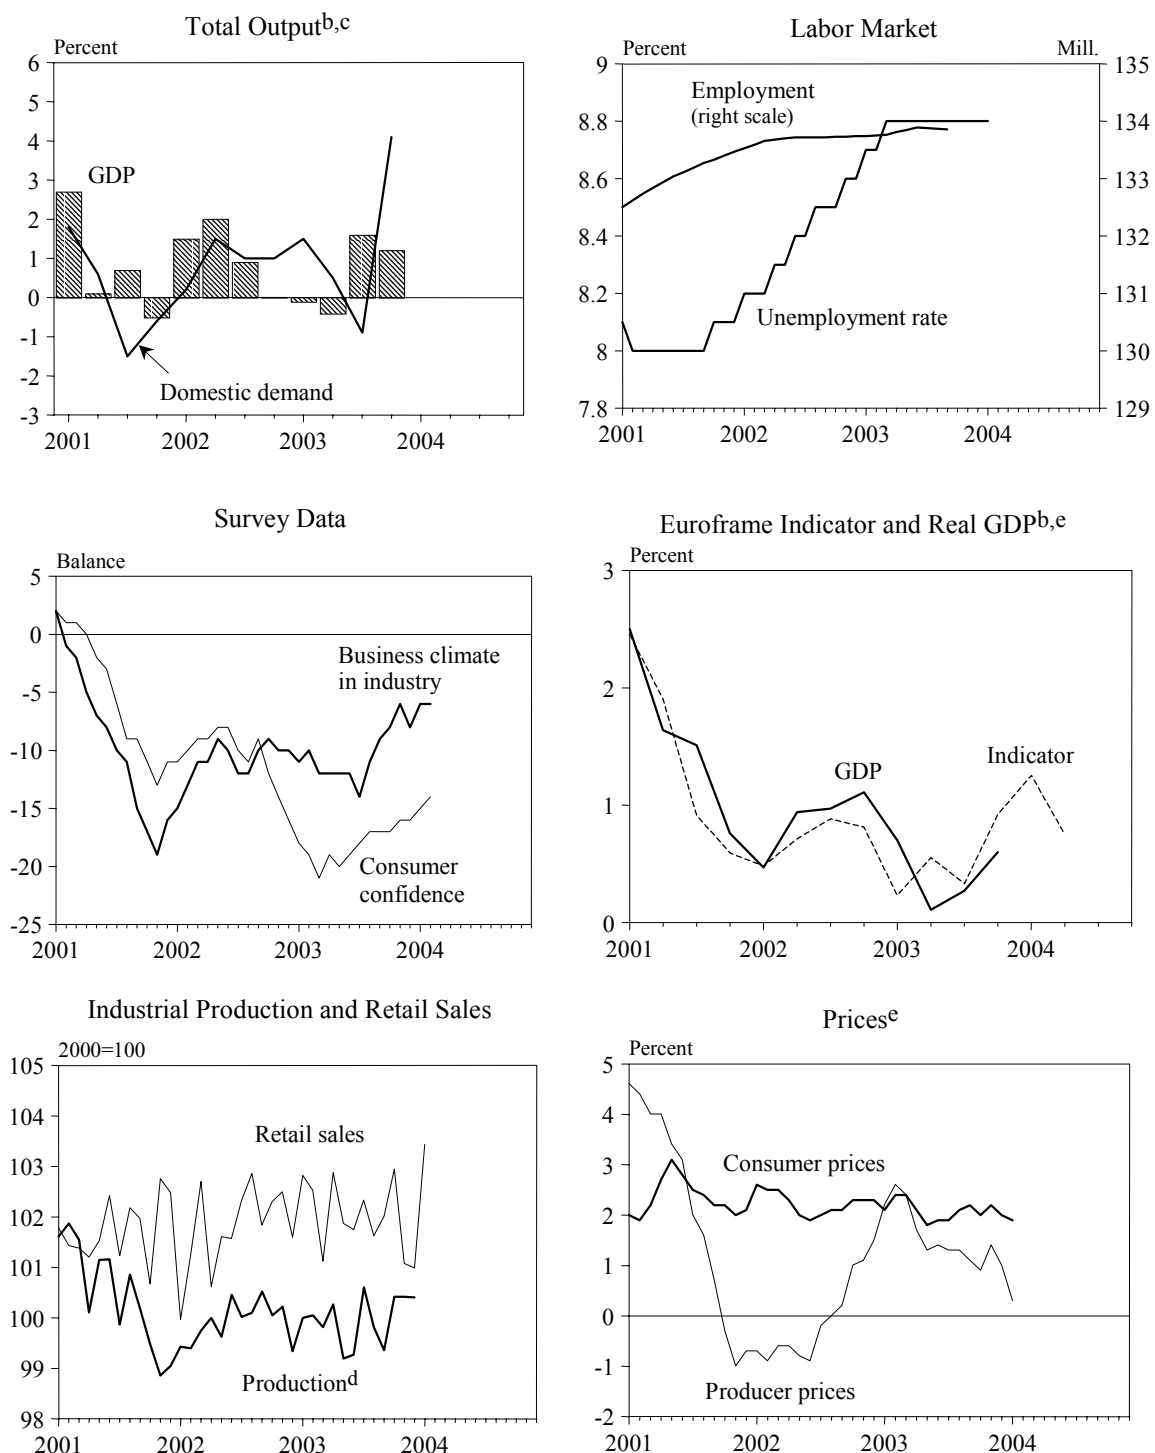 Total Outputb,c
Percent
6
5
4
3
2
1
0
-1
-2
-3
GDP
Domestic demand
2001 2002 2003 2004
Labor Market
Percent Mill.
9
8.8
8.6
8.4
8.2
8
7.8
135
134
133
132
131
130
129
Employment
(right scale)
Unemployment rate
2001 2002 2003 2004
Survey Data
Balance
5
0
-5
-10
-15
-20
-25
Business climate
in industry
Consumer
confidence
2001 2002 2003 2004
Euroframe Indicator and Real GDPb,e
Percent
3
2
1
0
GDP
Indicator
2001 2002 2003 2004
Industrial Production and Retail Sales
2000=100
105
104
103
102
101
100
99
98
Retail sales
Productiond
2001 2002 2003 2004
Pricese
Percent
5
4
3
2
1
0
-1
-2
Consumer prices
Producer prices
2001 2002 2003 2004